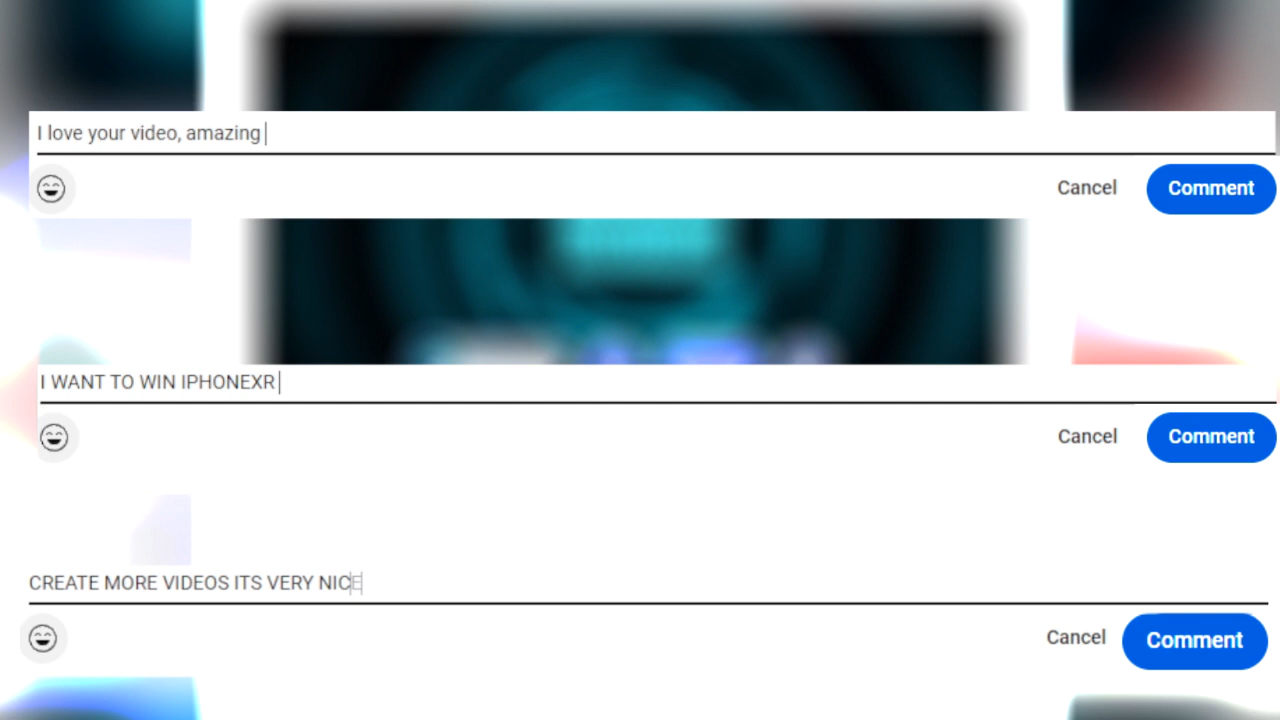 I love your video, amazing
Cancel Comment
I WANT TO WIN IPHONEXR
Cancel Comment
CREATE MORE VIDEOS ITS VERY NICE
Cancel Comment